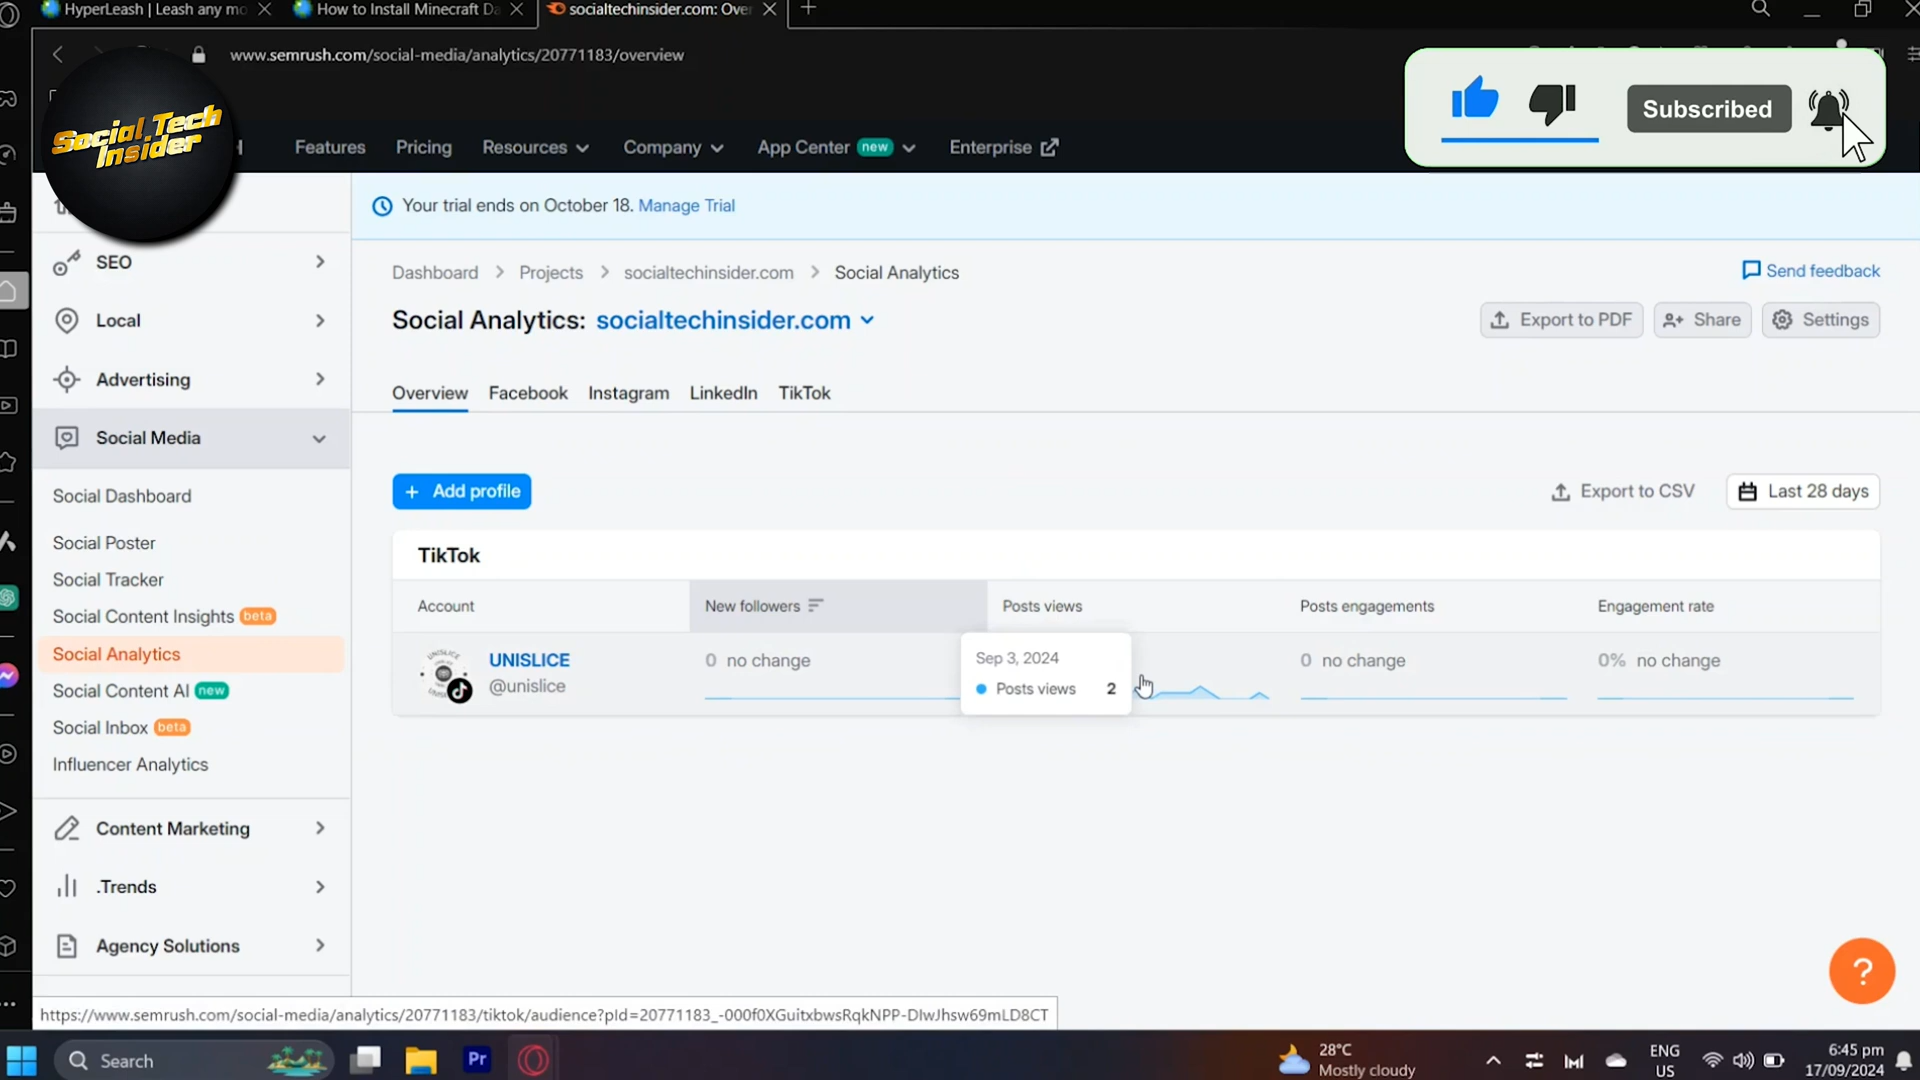 HyperLeash | Leash any mo
How to Install Minecraft Da
socialtechinsider.com: Over
www.semrush.com/social-media/analytics/20771183/overview
Social.Tech
Insider
Features
Pricing
Resources
Company
App Center new
Enterprise
Subscribed
Your trial ends on October 18. Manage Trial
SEO
Local
Advertising
Social Media
Social Dashboard
Social Poster
Social Tracker
Social Content Insights beta
Social Analytics
Social Content AI new
Social Inbox beta
Influencer Analytics
Content Marketing
.Trends
Agency Solutions
Dashboard > Projects > socialtechinsider.com > Social Analytics
Send feedback
Social Analytics: socialtechinsider.com
Export to PDF
Share
Settings
Overview Facebook Instagram LinkedIn TikTok
+ Add profile
Export to CSV
Last 28 days
TikTok
Account
New followers
Posts views
Posts engagements
Engagement rate
UNISLICE
@unislice
0 no change
Sep 3, 2024
Posts views 2
0 no change
0% no change
?
https://www.semrush.com/social-media/analytics/20771183/tiktok/audience?pId=20771183_-000f0XGuitxbwsRqkNPP-DIwJhsw69mLD8CT
Search
Pr
28°C
Mostly cloudy
ENG
US
6:45 pm
17/09/2024